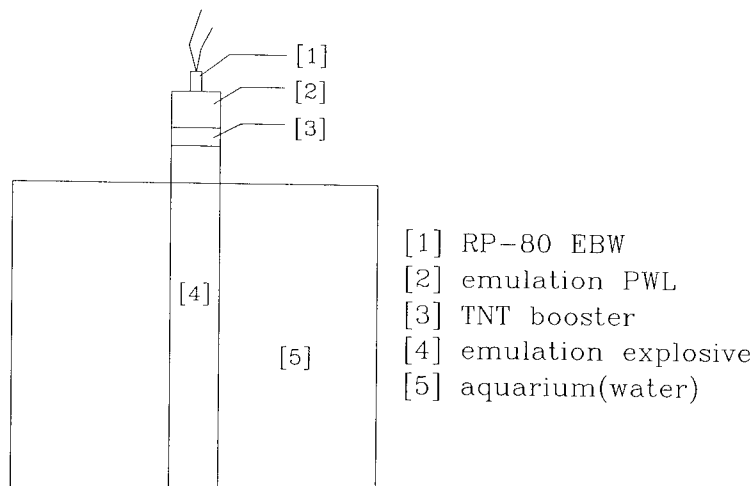 [1]
[2]
[3]
[4]
[5]
[1] RP-80 EBW
[2] emulation PWL
[3] TNT booster
[4] emulation explosive
[5] aquarium(water)